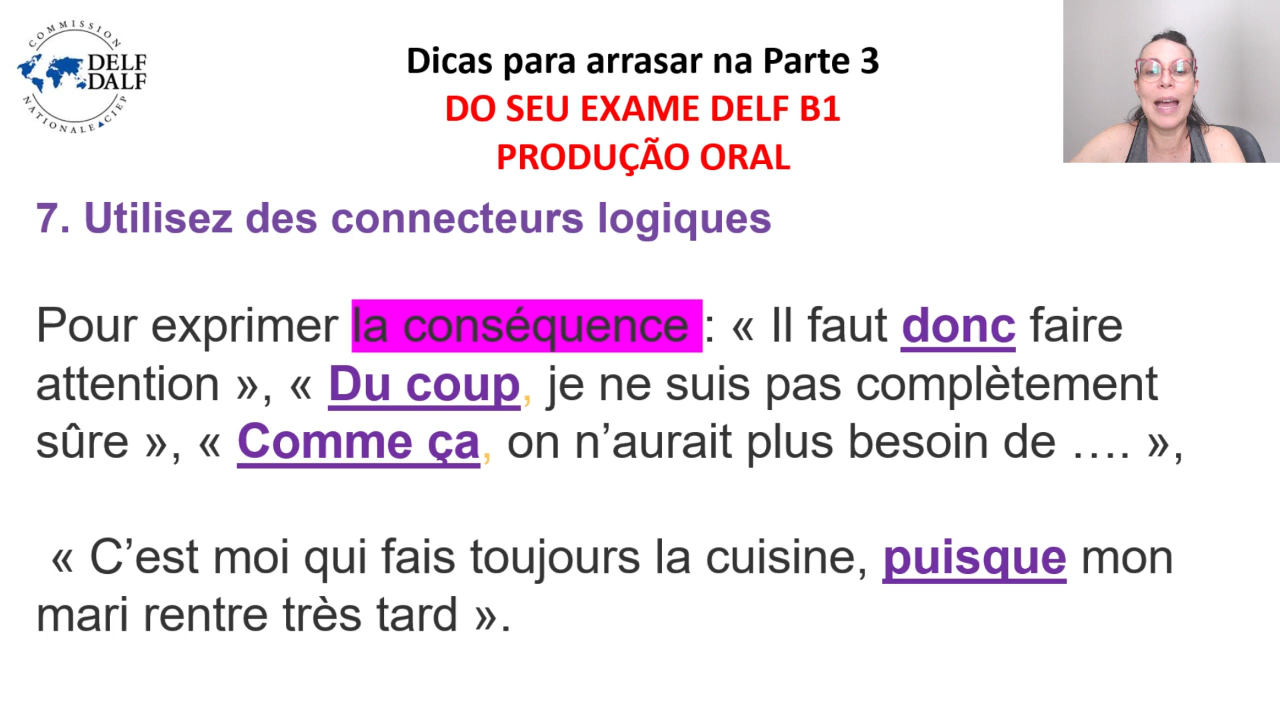 COMMISSION
DELF
DALF
NATIONALE CIEP
Dicas para arrasar na Parte 3
DO SEU EXAME DELF B1
PRODUÇÃO ORAL
7. Utilisez des connecteurs logiques
Pour exprimer la conséquence : « Il faut donc faire
attention », « Du coup, je ne suis pas complètement
sûre », « Comme ça, on n’aurait plus besoin de …. »,
« C’est moi qui fais toujours la cuisine, puisque mon
mari rentre très tard ».